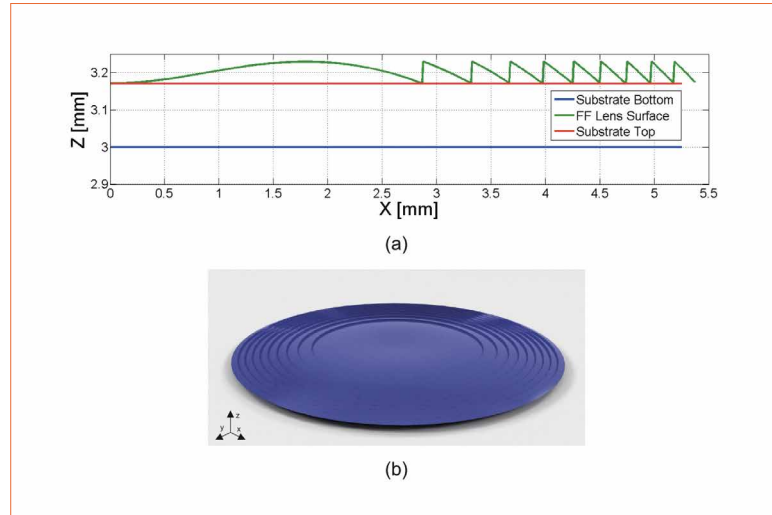 Z [mm]
3.2
3.1
3
2.9
Substrate Bottom
FF Lens Surface
Substrate Top
0 0.5 1 1.5 2 2.5 3 3.5 4 4.5 5 5.5
X [mm]
(a)
z
y x
(b)